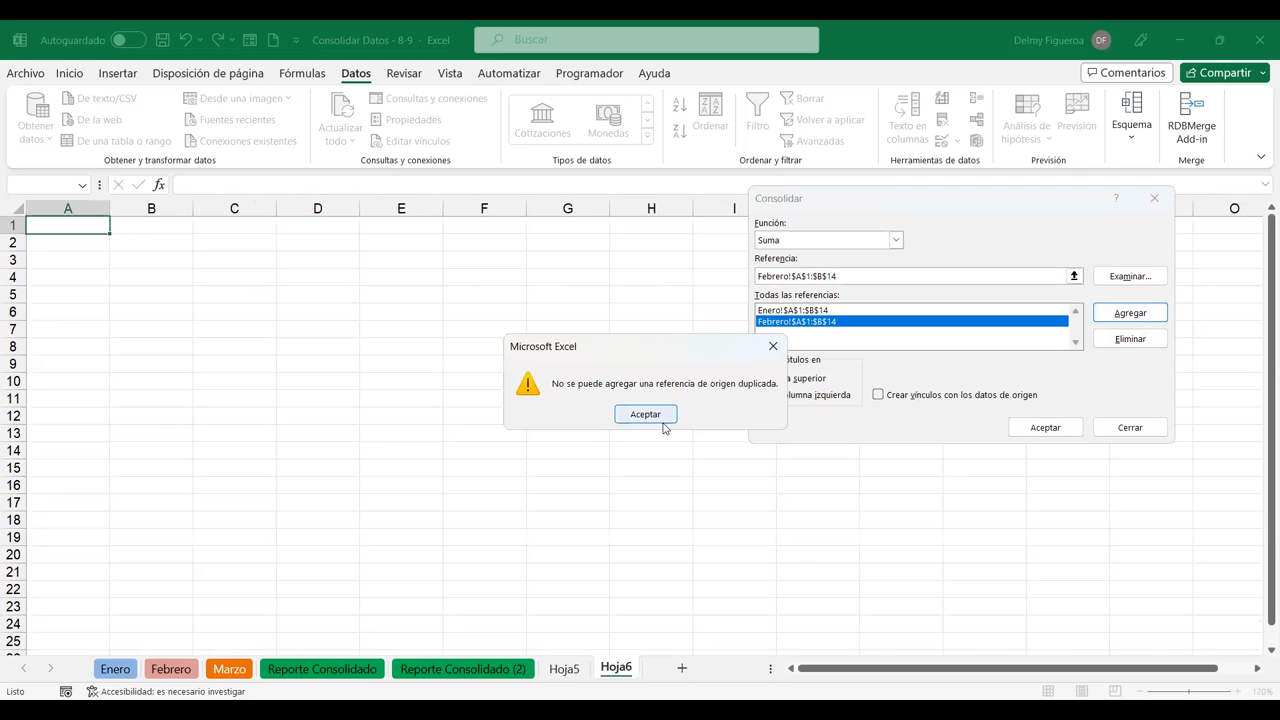 Autoguardado
Consolidar Datos - 8-9 - Excel
Buscar
Delmy Figueroa
DF
Archivo Inicio Insertar Disposición de página Fórmulas Datos Revisar Vista Automatizar Programador Ayuda
Comentarios
Compartir
Obtener datos
De texto/CSV
De la web
De una tabla o rango
Desde una imagen
Fuentes recientes
Conexiones existentes
Obtener y transformar datos
Actualizar todo
Consultas y conexiones
Propiedades
Editar vínculos
Consultas y conexiones
Cotizaciones
Monedas
Tipos de datos
Ordenar
Filtro
Borrar
Volver a aplicar
Avanzadas
Ordenar y filtrar
Texto en columnas
Herramientas de datos
Análisis de hipótesis
Previsión
Previsión
Esquema
RDBMerge Add-in
Merge
fx
A B C D E F G H I O
1
2
3
4
5
6
7
8
9
10
11
12
13
14
15
16
17
18
19
20
21
22
23
24
25
Consolidar
?
Función:
Suma
Referencia:
Febrero!$A$1:$B$14
Examinar...
Todas las referencias:
Enero!$A$1:$B$14
Febrero!$A$1:$B$14
Agregar
Eliminar
ótulos en
a superior
olumna izquierda
Crear vínculos con los datos de origen
Aceptar
Cerrar
Microsoft Excel
No se puede agregar una referencia de origen duplicada.
Aceptar
Enero Febrero Marzo Reporte Consolidado Reporte Consolidado (2) Hoja5 Hoja6
Listo
Accesibilidad: es necesario investigar
120%